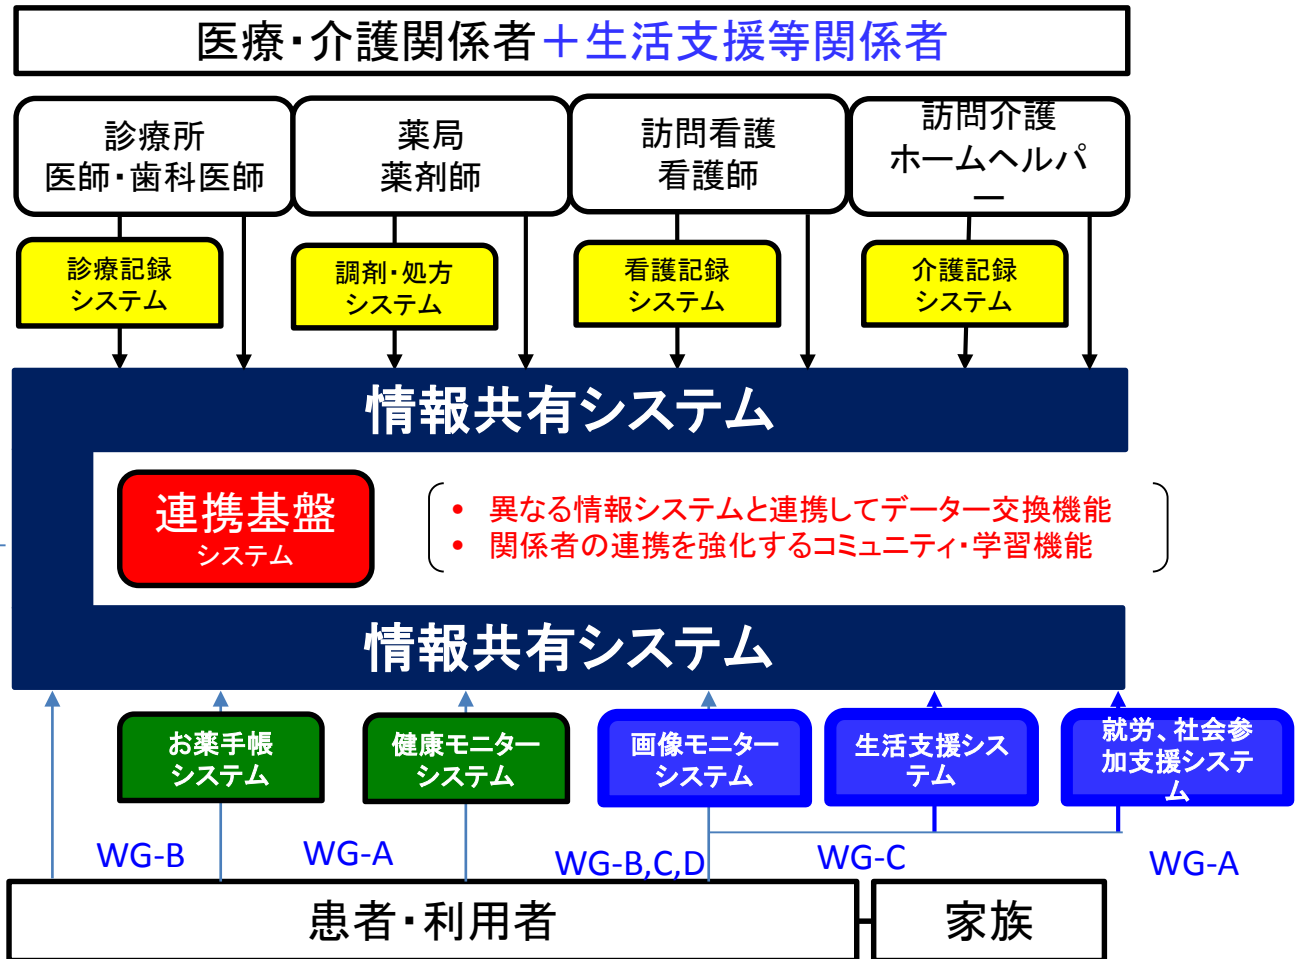 医療・介護関係者＋生活支援等関係者
診療所
医師・歯科医師
薬局
薬剤師
訪問看護
看護師
訪問介護
ホームヘルパ
ー
診療記録
システム
調剤・処方
システム
看護記録
システム
介護記録
システム
情報共有システム
連携基盤
システム
• 異なる情報システムと連携してデーター交換機能
• 関係者の連携を強化するコミュニティ・学習機能
情報共有システム
お薬手帳
システム
健康モニター
システム
画像モニター
システム
生活支援シス
テム
就労、社会参
加支援システ
ム
WG-B
WG-A
WG-B,C,D
WG-C
WG-A
患者・利用者
家族